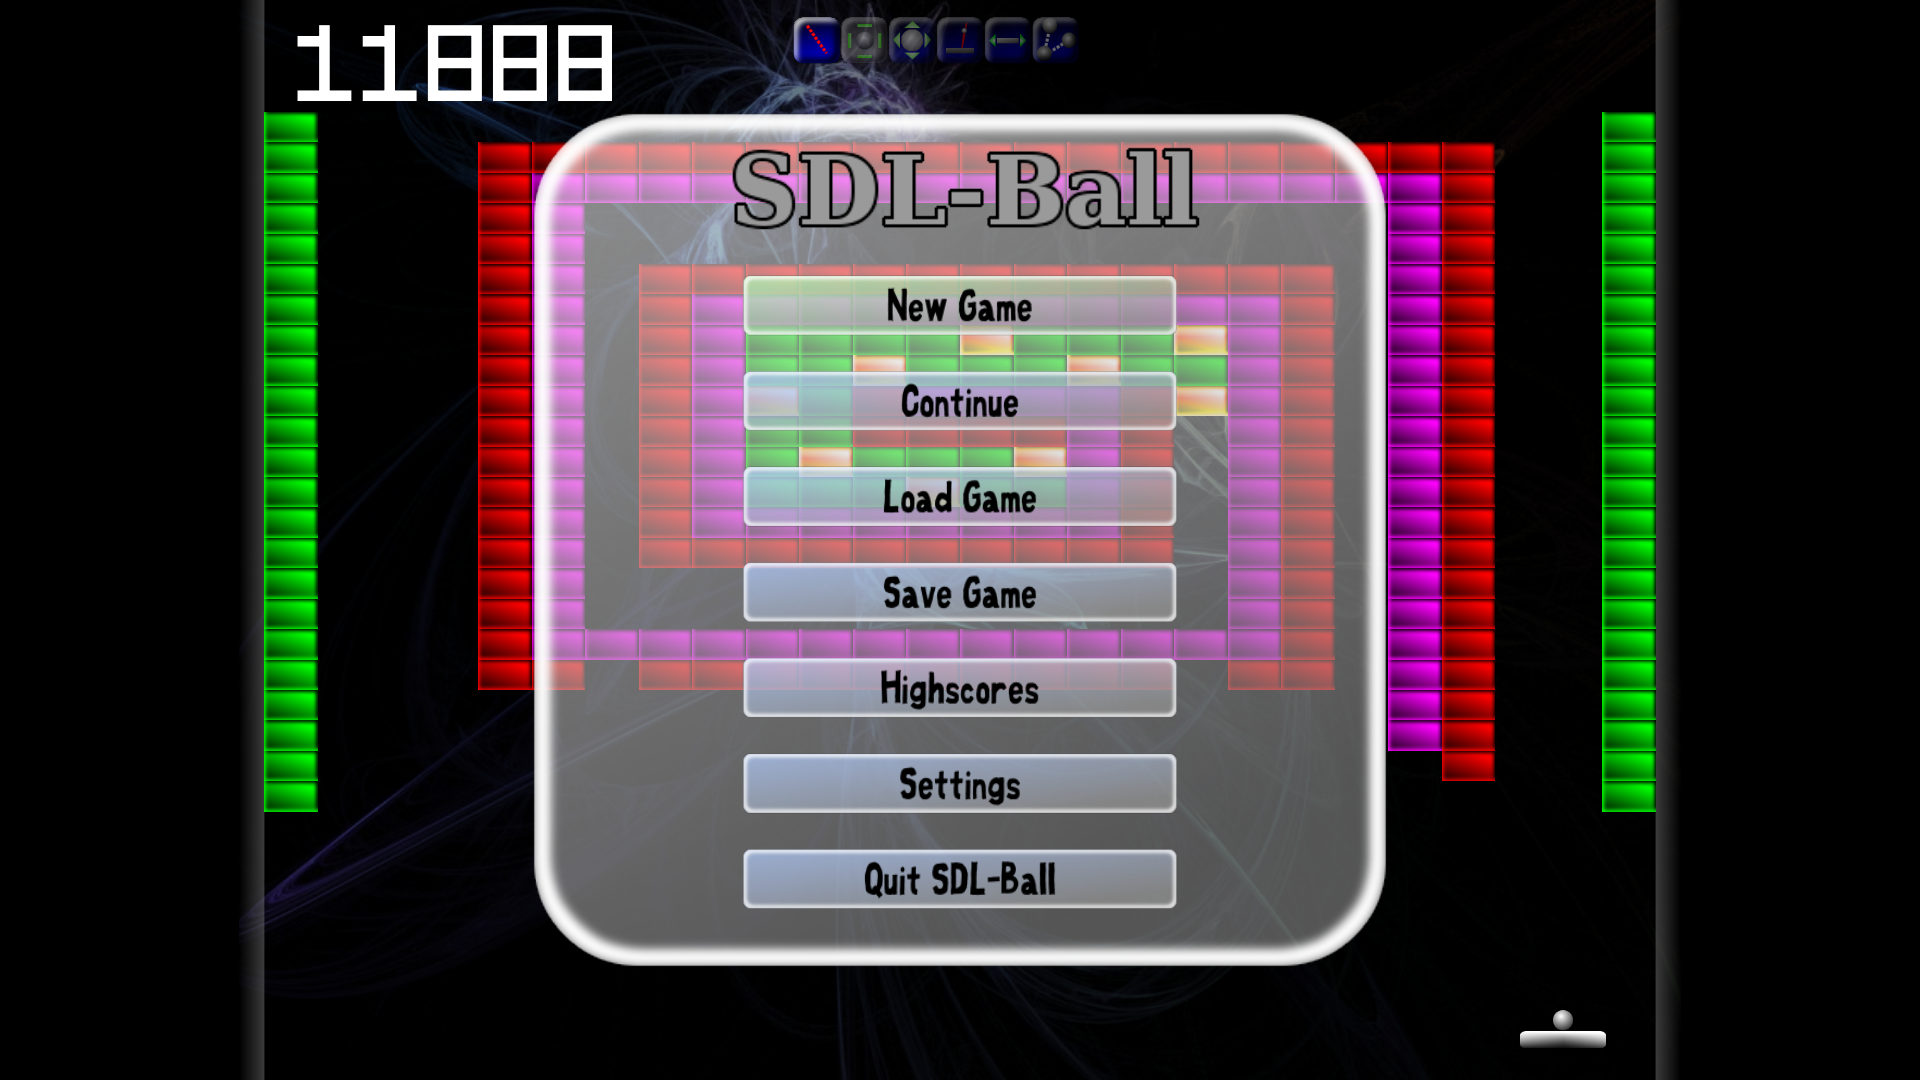 11888
SDL-Ball
New Game
Continue
Load Game
Save Game
Highscores
Settings
Quit SDL-Ball